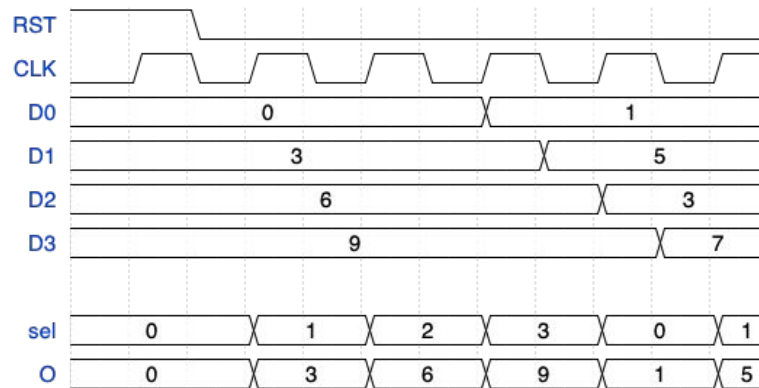 RST
CLK
D0 0 1
D1 3 5
D2 6 3
D3 9 7
sel 0 1 2 3 0 1
O 0 3 6 9 1 5